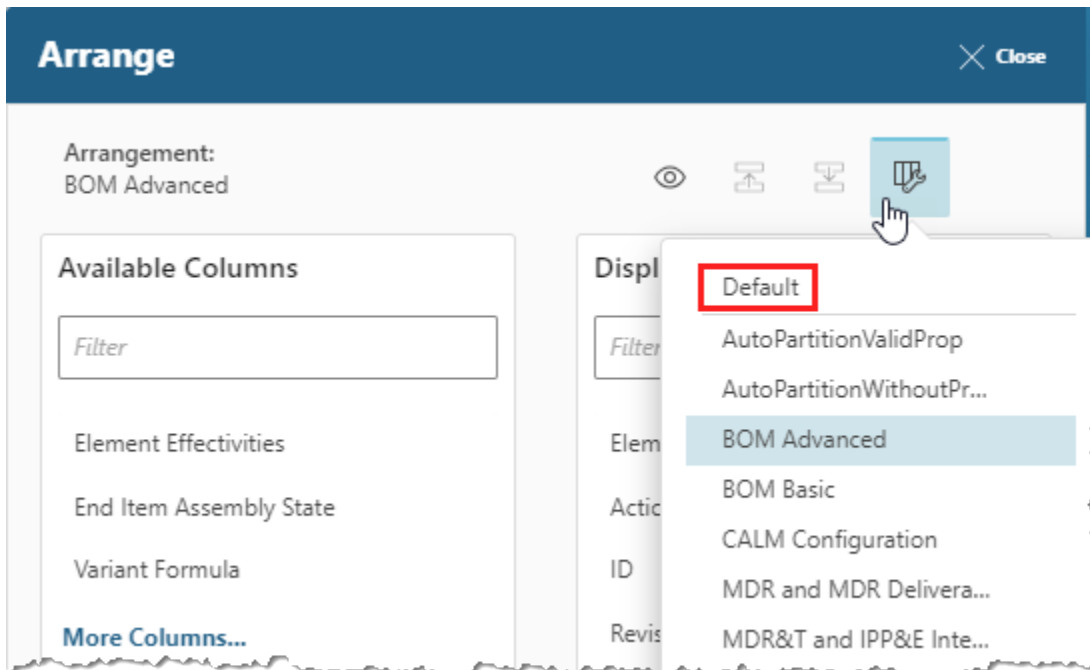 Arrange
Close
Arrangement:
BOM Advanced
Available Columns
Filter
Element Effectivities
End Item Assembly State
Variant Formula
More Columns...
Displ
Filter
Elem
Actic
ID
Revis
Default
AutoPartitionValidProp
AutoPartitionWithoutPr...
BOM Advanced
BOM Basic
CALM Configuration
MDR and MDR Delivera...
MDR&T and IPP&E Inte...